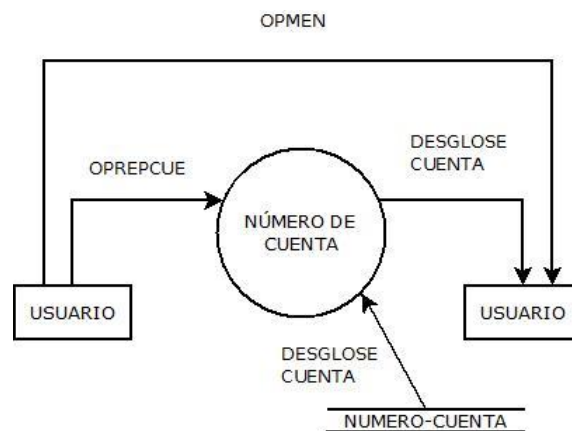 OPMEN
OPREPCUE
DESGLOSE
CUENTA
NÚMERO DE
CUENTA
USUARIO
USUARIO
DESGLOSE
CUENTA
NUMERO-CUENTA